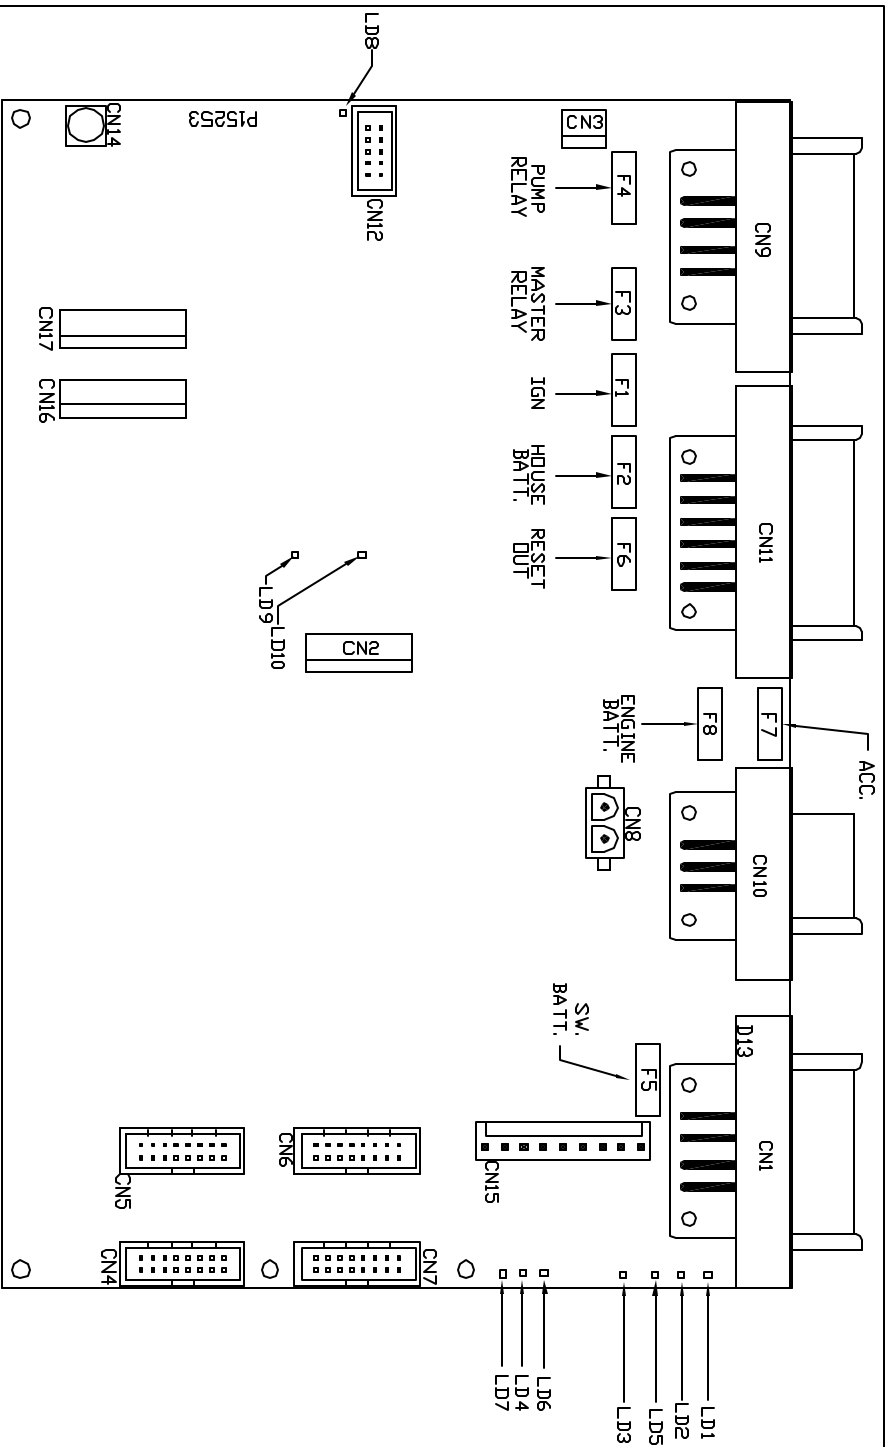 LD8
CN14
P15253
CN12
CN3
F4
PUMP
RELAY
CN9
F3
MASTER
RELAY
CN17
CN16
F1
IGN
F2
HOUSE
BATT.
F6
RESET
OUT
CN11
LD9
LD10
CN2
F8
ENGINE
BATT.
F7
ACC.
CN8
CN10
SW.
BATT.
F5
D13
CN1
CN5
CN6
CN15
CN4
CN7
LD7
LD4
LD6
LD3
LD5
LD2
LD1